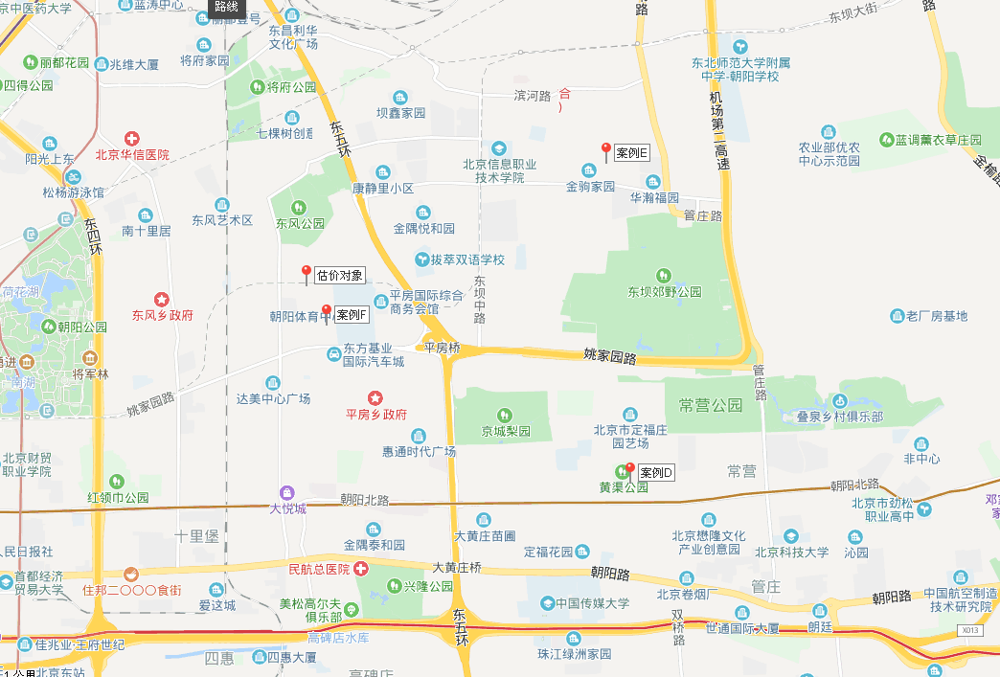 京中医药大学
蓝涛中心
路线
丽都壹号
东昌利华
文化广场
路
东坝大街
路
丽都花园
兆维大厦
将府家园
四得公园
将府公园
东北师范大学附属
中学-朝阳学校
坝鑫家园
滨河路
合
)
机场第二高速
七棵树创意
东五环
阳光上东
北京华信医院
北京信息职业
技术学院
案例E
农业部优农
中心示范园
蓝调薰衣草庄园
金榆路
松杨游泳馆
康静里小区
金驹家园
华瀚福园
东四环
南十里居
东风艺术区
东风公园
金隅悦和园
管庄路
拔萃双语学校
估价对象
荷花湖
东坝中路
东坝郊野公园
东风乡政府
朝阳体育中
案例F
平房国际综合
商务会馆
老厂房基地
朝阳公园
将军林
南湖
东方基业
国际汽车城
平房桥
姚家园路
管庄路
姚家园路
达美中心广场
平房乡政府
京城梨园
常营公园
叠泉乡村俱乐部
北京市定福庄
园艺场
惠通时代广场
非中心
北京财贸
职业学院
案例D
黄渠公园
常营
红领巾公园
大悦城
朝阳北路
朝阳北路
北京市劲松
职业高中
邓
家
十里堡
金隅泰和园
大黄庄苗圃
北京懋隆文化
产业创意园
北京科技大学
沁园
人民日报社
定福花园
首都经济
贸易大学
住邦二〇〇〇食街
民航总医院
大黄庄桥
朝阳路
管庄
爱这城
兴隆公园
北京卷烟厂
朝阳路
中国航空制造
技术研究院
美松高尔夫
俱乐部
东五环
中国传媒大学
双桥路
世通国际大厦
朗廷
X013
高碑店水库
佳兆业·王府世纪
四惠
四惠大厦
珠江绿洲家园
1公里
北京东站
高碑店